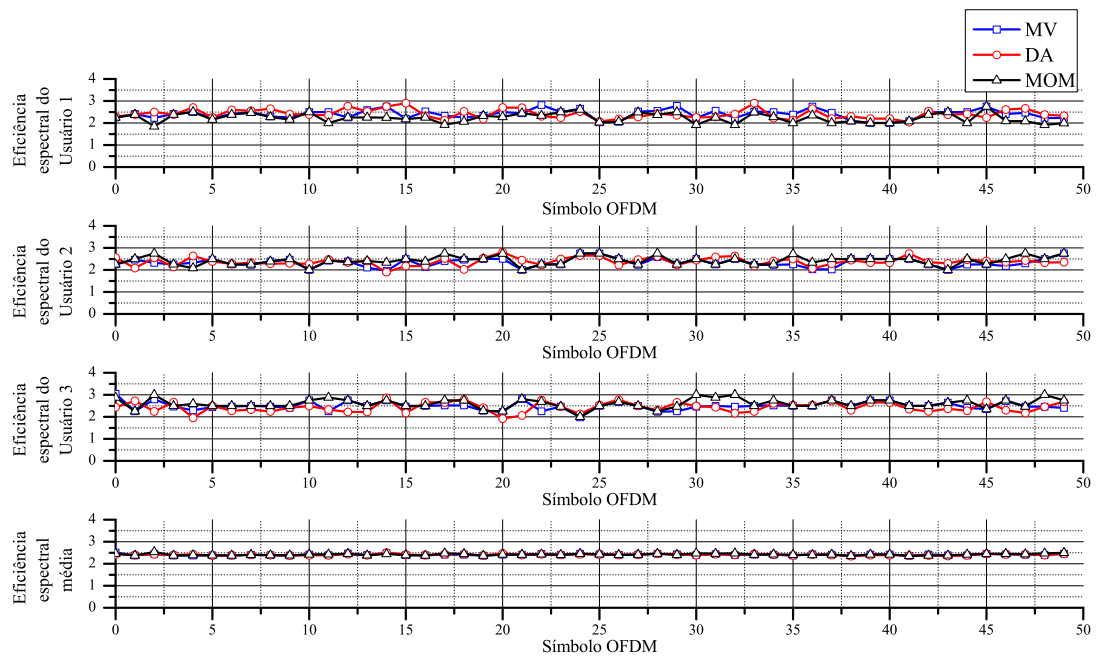 MV
DA
MOM
Eficiência
espectral do
Usuário 1
4
3
2
1
0
0 5 10 15 20 25 30 35 40 45 50
Símbolo OFDM
Eficiência
espectral do
Usuário 2
4
3
2
1
0
0 5 10 15 20 25 30 35 40 45 50
Símbolo OFDM
Eficiência
espectral do
Usuário 3
4
3
2
1
0
0 5 10 15 20 25 30 35 40 45 50
Símbolo OFDM
Eficiência
espectral
média
4
3
2
1
0
0 5 10 15 20 25 30 35 40 45 50
Símbolo OFDM